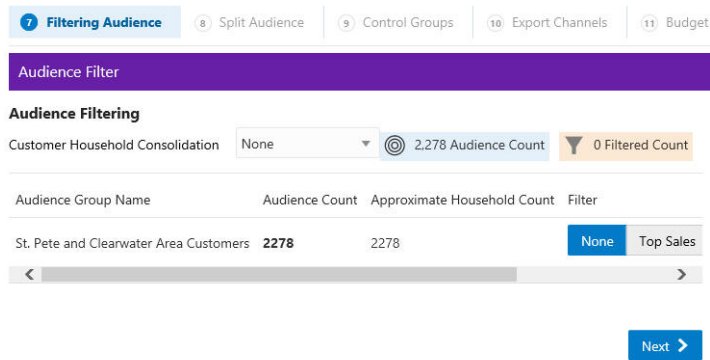 7 Filtering Audience 8 Split Audience 9 Control Groups 10 Export Channels 11 Budget
Audience Filter
Audience Filtering
Customer Household Consolidation None 2,278 Audience Count 0 Filtered Count
Audience Group Name Audience Count Approximate Household Count Filter
St. Pete and Clearwater Area Customers 2278 2278 None Top Sales
Next